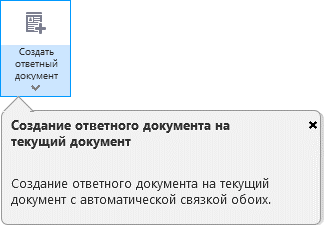 Создать
ответный
документ
Создание ответного документа на
текущий документ
Создание ответного документа на текущий
документ с автоматической связкой обоих.